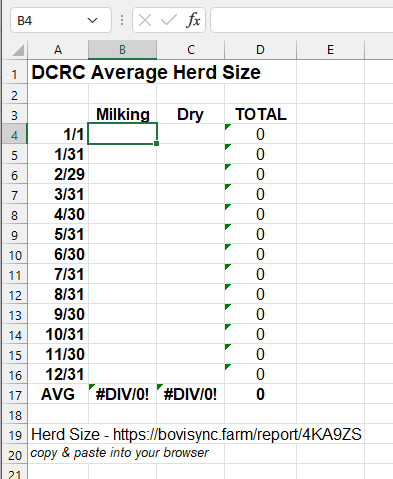 B4 fx
A B C D E
1 DCRC Average Herd Size
2
3 Milking Dry TOTAL
4 1/1 0
5 1/31 0
6 2/29 0
7 3/31 0
8 4/30 0
9 5/31 0
10 6/30 0
11 7/31 0
12 8/31 0
13 9/30 0
14 10/31 0
15 11/30 0
16 12/31 0
17 AVG #DIV/0! #DIV/0! 0
18
19 Herd Size - https://bovisync.farm/report/4KA9ZS
20 copy & paste into your browser
21